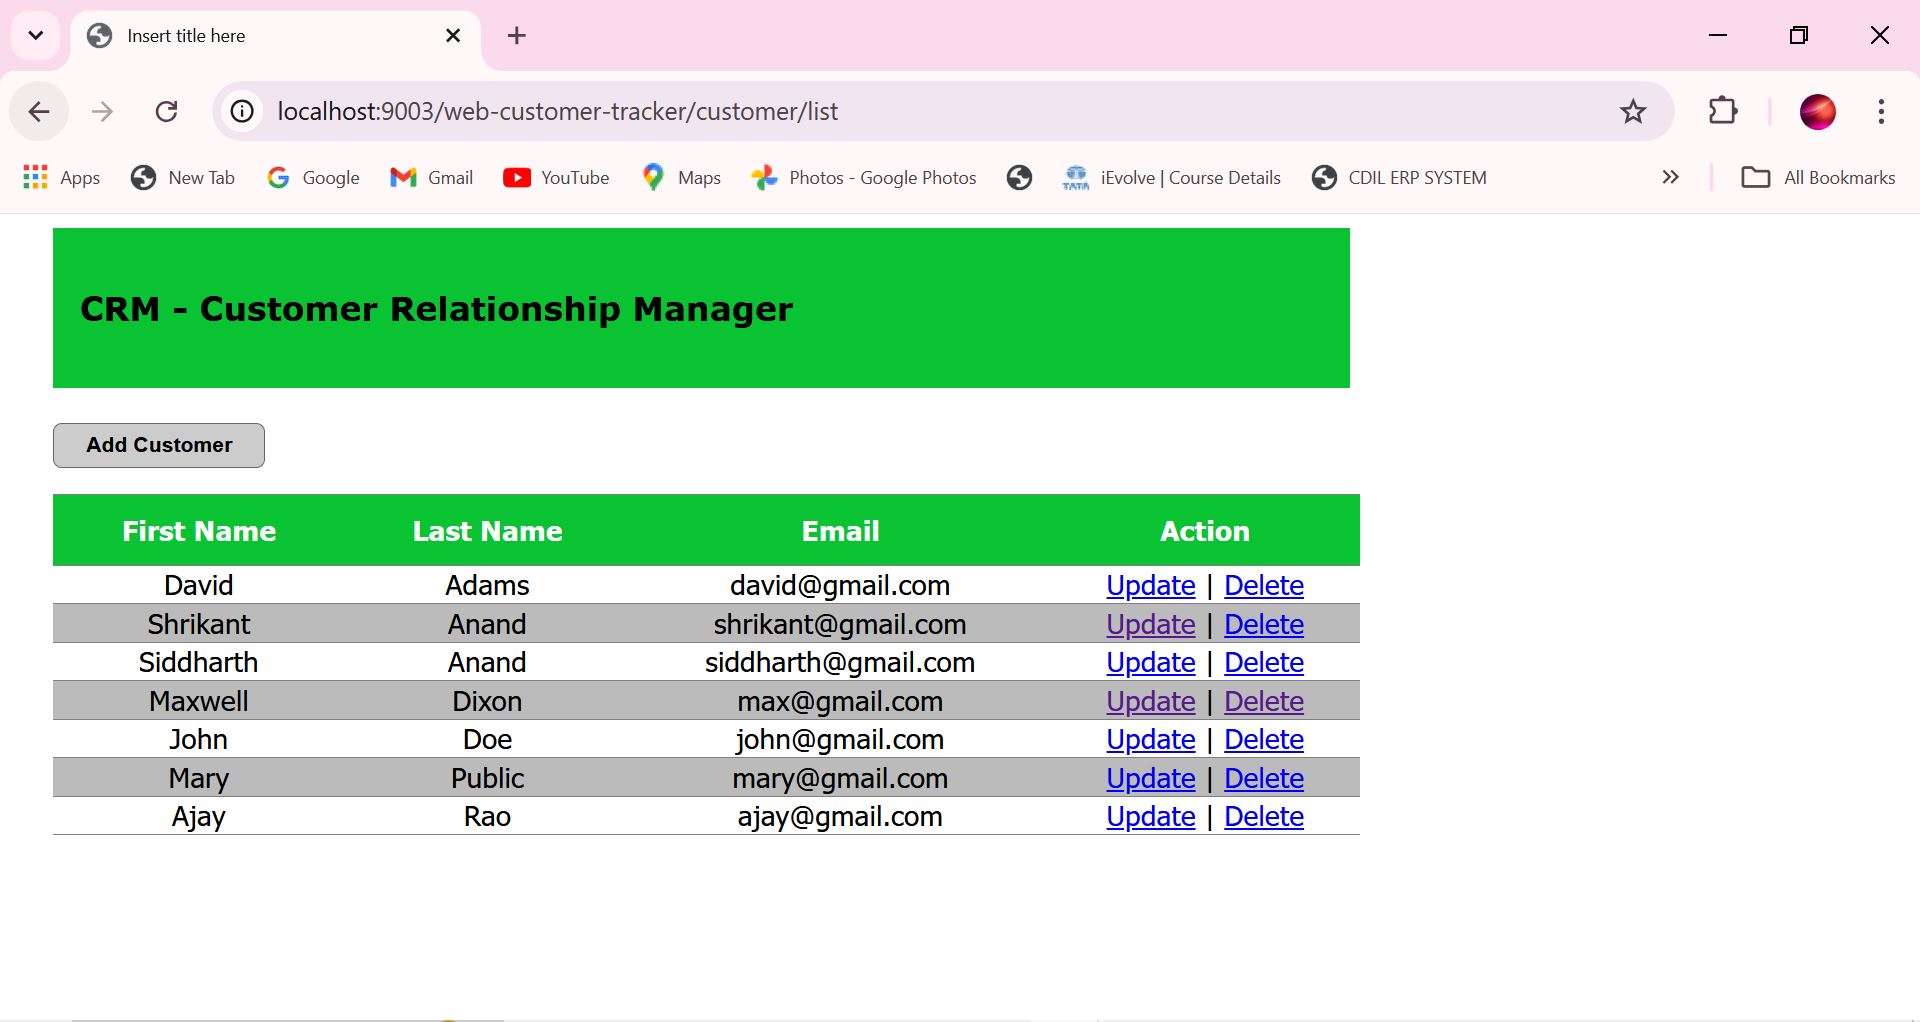 Insert title here
localhost:9003/web-customer-tracker/customer/list
Apps New Tab Google Gmail YouTube Maps Photos - Google Photos TATA iEvolve | Course Details CDIL ERP SYSTEM All Bookmarks
CRM - Customer Relationship Manager
Add Customer
First Name Last Name Email Action
David Adams david@gmail.com Update | Delete
Shrikant Anand shrikant@gmail.com Update | Delete
Siddharth Anand siddharth@gmail.com Update | Delete
Maxwell Dixon max@gmail.com Update | Delete
John Doe john@gmail.com Update | Delete
Mary Public mary@gmail.com Update | Delete
Ajay Rao ajay@gmail.com Update | Delete